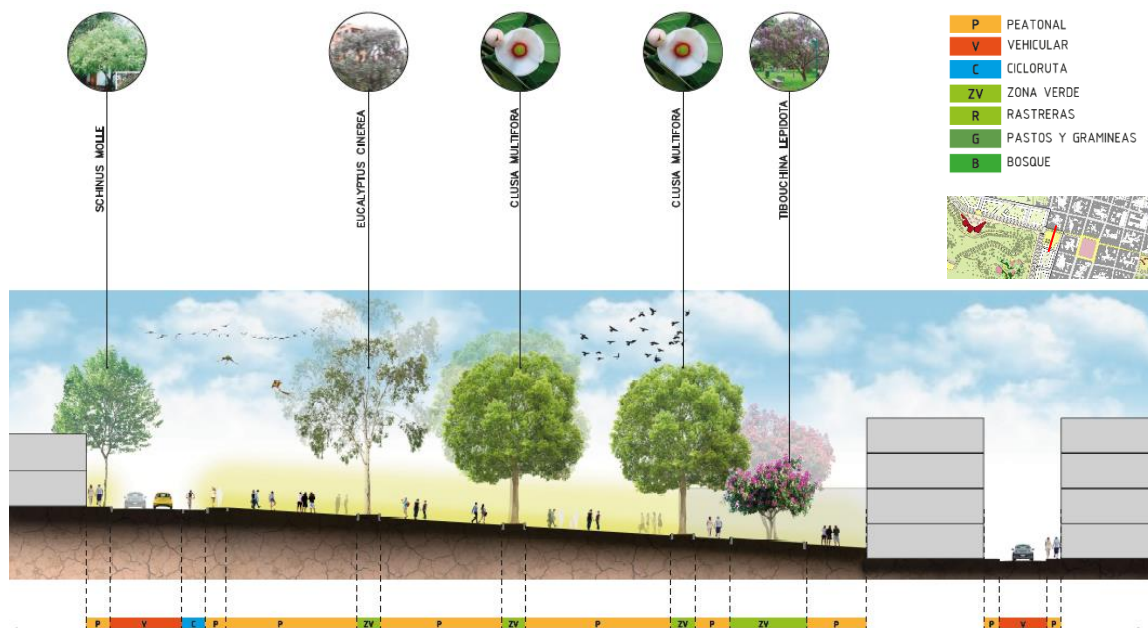 P PEATONAL
V VEHICULAR
C CICLORUTA
ZV ZONA VERDE
R RASTRERAS
G PASTOS Y GRAMINEAS
B BOSQUE
SCHINUS MOLLE
EUCALYPTUS CINEREA
CLUSIA MULTIFORA
CLUSIA MULTIFORA
TIBOUCHINA LEPIDOTA
P V C P P ZV P ZV P ZV P ZV P P V P